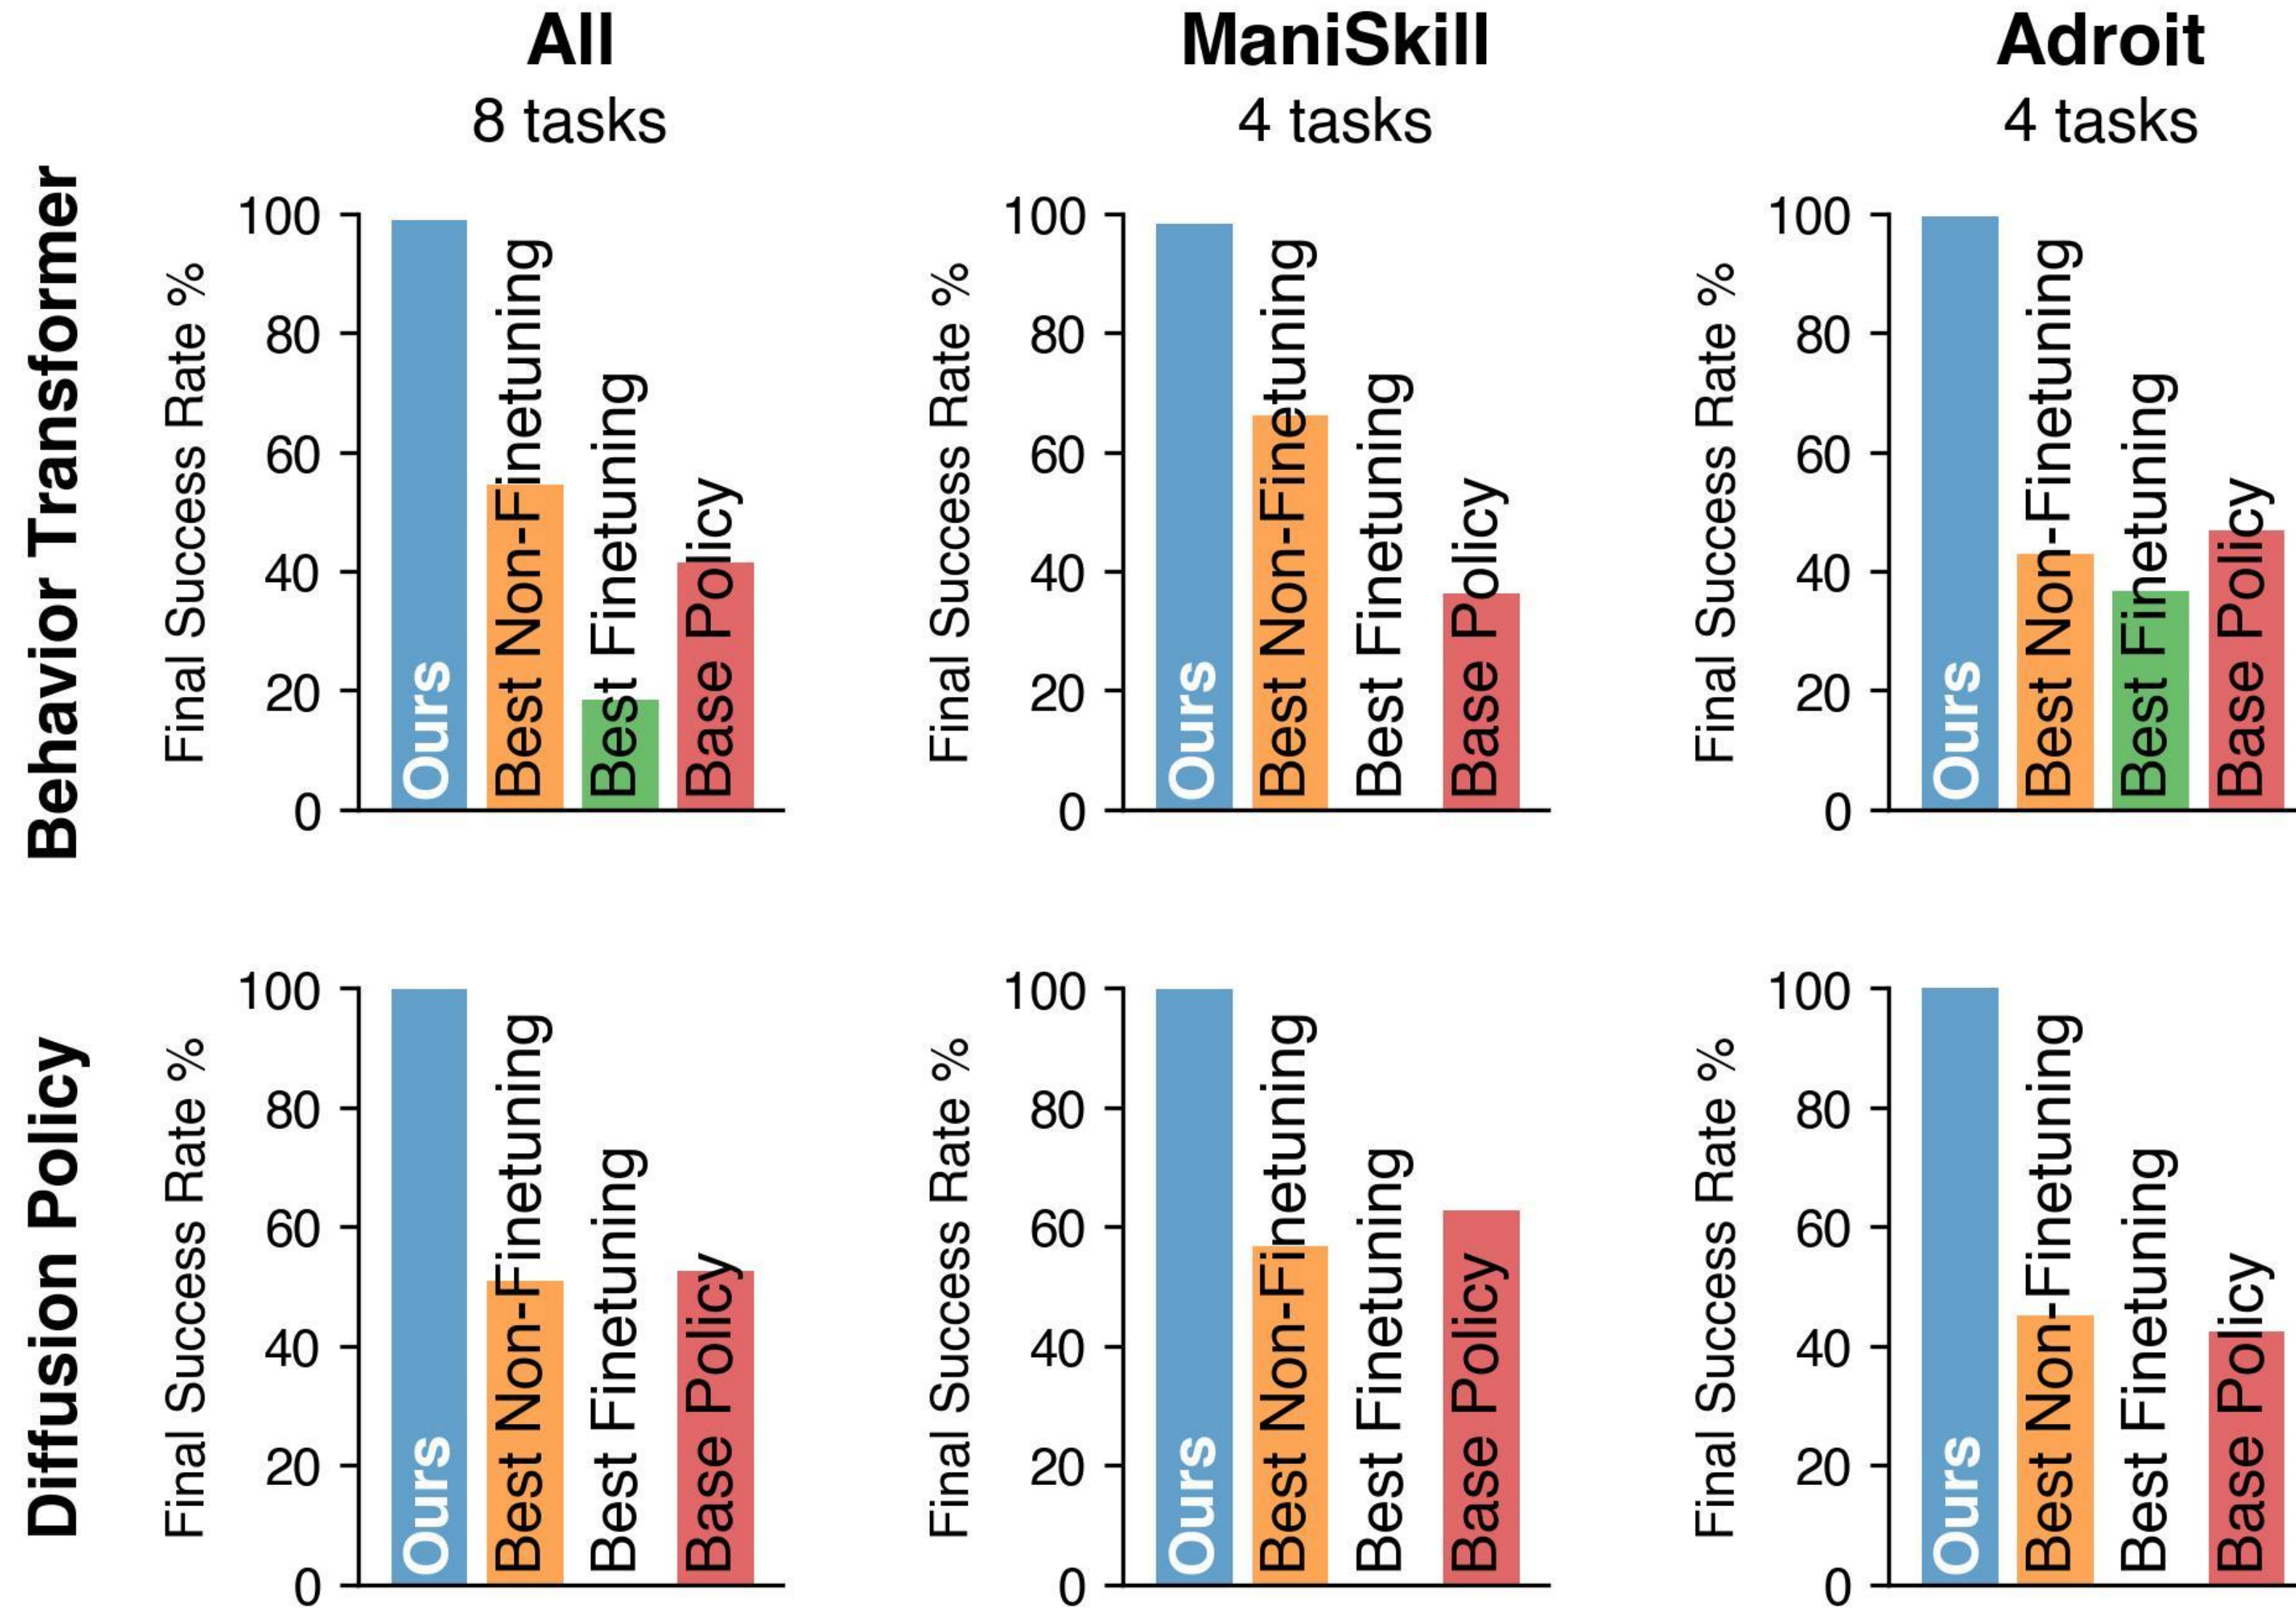 All
8 tasks
ManiSkill
4 tasks
Adroit
4 tasks
Behavior Transformer
Final Success Rate %
100
80
60
40
20
0
Ours
Best Non-Finetuning
Best Finetuning
Base Policy
Final Success Rate %
100
80
60
40
20
0
Ours
Best Non-Finetuning
Best Finetuning
Base Policy
Final Success Rate %
100
80
60
40
20
0
Ours
Best Non-Finetuning
Best Finetuning
Base Policy
Diffusion Policy
Final Success Rate %
100
80
60
40
20
0
Ours
Best Non-Finetuning
Best Finetuning
Base Policy
Final Success Rate %
100
80
60
40
20
0
Ours
Best Non-Finetuning
Best Finetuning
Base Policy
Final Success Rate %
100
80
60
40
20
0
Ours
Best Non-Finetuning
Best Finetuning
Base Policy